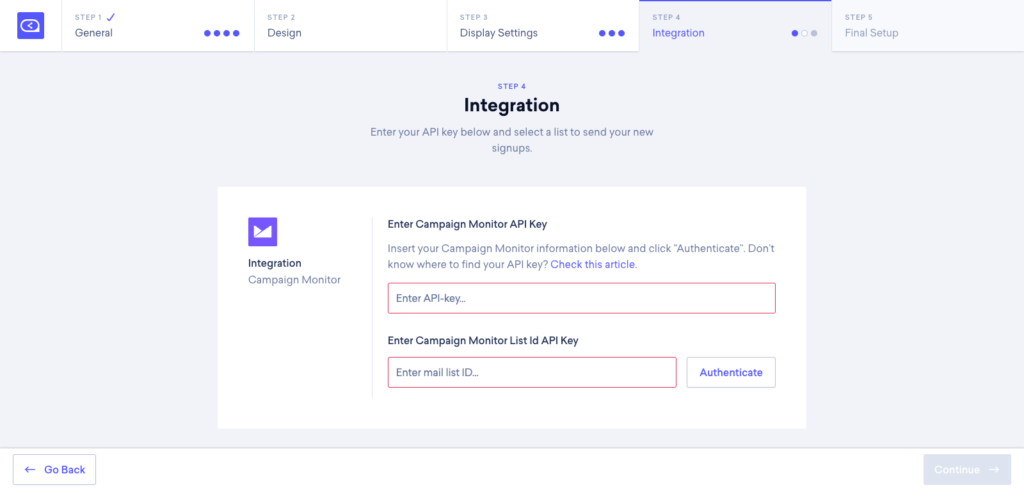 STEP 1
General
STEP 2
Design
STEP 3
Display Settings
STEP 4
Integration
STEP 5
Final Setup
STEP 4
Integration
Enter your API key below and select a list to send your new
signups.
Integration
Campaign Monitor
Enter Campaign Monitor API Key
Insert your Campaign Monitor information below and click "Authenticate". Don't
know where to find your API key? Check this article.
Enter API-key...
Enter Campaign Monitor List Id API Key
Enter mail list ID...
Authenticate
Go Back
Continue